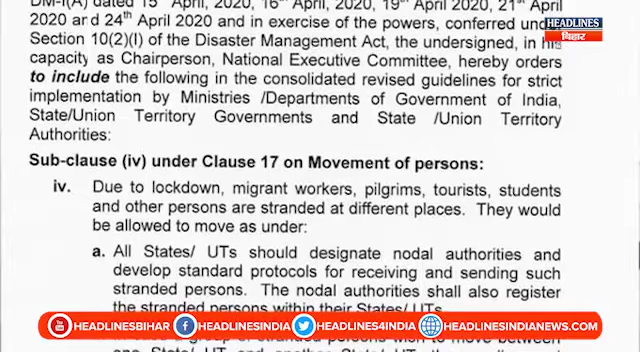 DM-I(A) dated 15th April, 2020, 16th April, 2020, 19th April 2020, 21st April
2020 and 24th April 2020 and in exercise of the powers, conferred under
Section 10(2)(I) of the Disaster Management Act, the undersigned, in his
capacity as Chairperson, National Executive Committee, hereby orders
to include the following in the consolidated revised guidelines for strict
implementation by Ministries /Departments of Government of India,
State/Union Territory Governments and State /Union Territory
Authorities:
Sub-clause (iv) under Clause 17 on Movement of persons:
iv. Due to lockdown, migrant workers, pilgrims, tourists, students
and other persons are stranded at different places. They would
be allowed to move as under:
a. All States/ UTs should designate nodal authorities and
develop standard protocols for receiving and sending such
stranded persons. The nodal authorities shall also register
the stranded persons within their States/ UTs.
HEADLINES
बिहार
HEADLINESBIHAR HEADLINESINDIA HEADLINES4INDIA HEADLINESINDIANEWS.COM